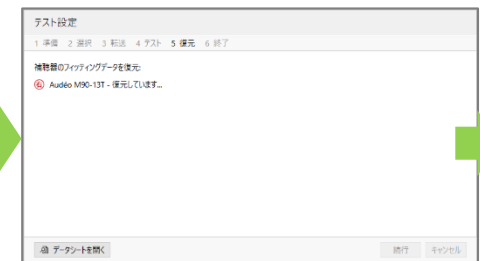 テスト設定
1 準備 2 選択 3 転送 4 テスト 5 復元 6 終了
補聴器のフィッティングデータを復元:
右 Audéo M90-13T - 復元しています...
データシートを開く 続行 キャンセル